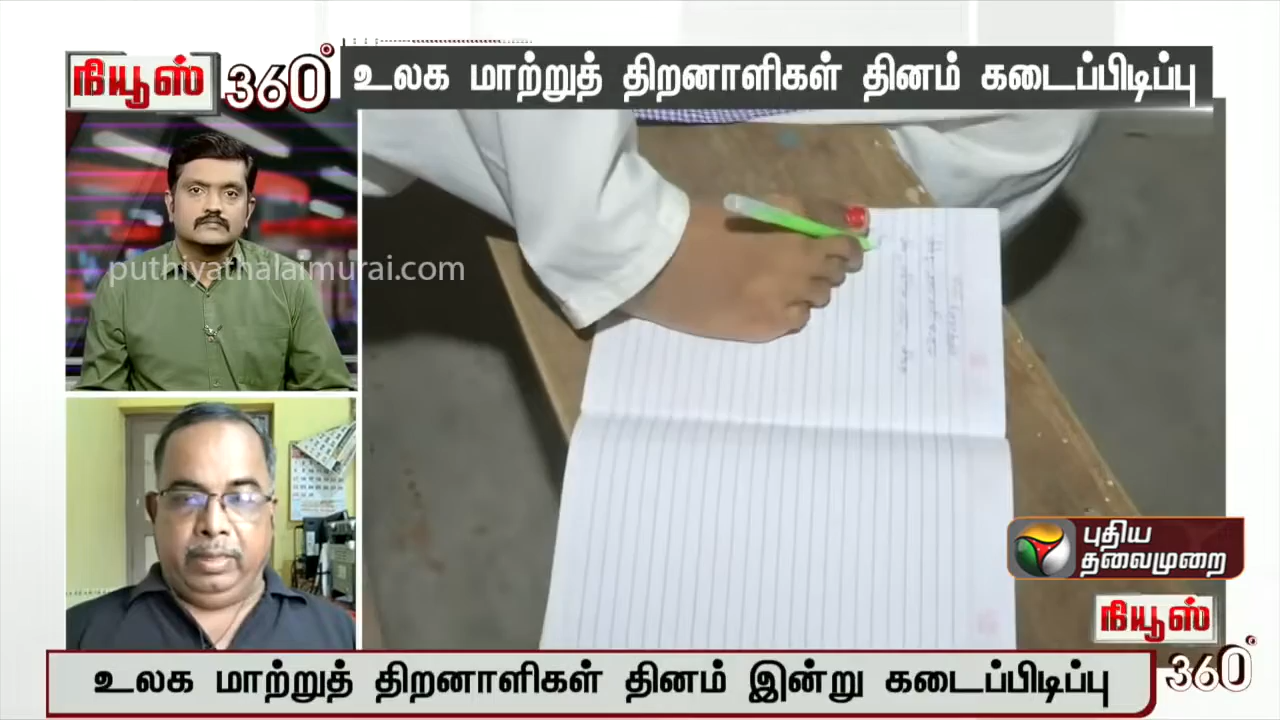 நியூஸ் 360°
உலக மாற்றுத் திறனாளிகள் தினம் கடைப்பிடிப்பு
puthiyathalaimurai.com
புதிய
தலைமுறை
நியூஸ்
360°
உலக மாற்றுத் திறனாளிகள் தினம் இன்று கடைப்பிடிப்பு